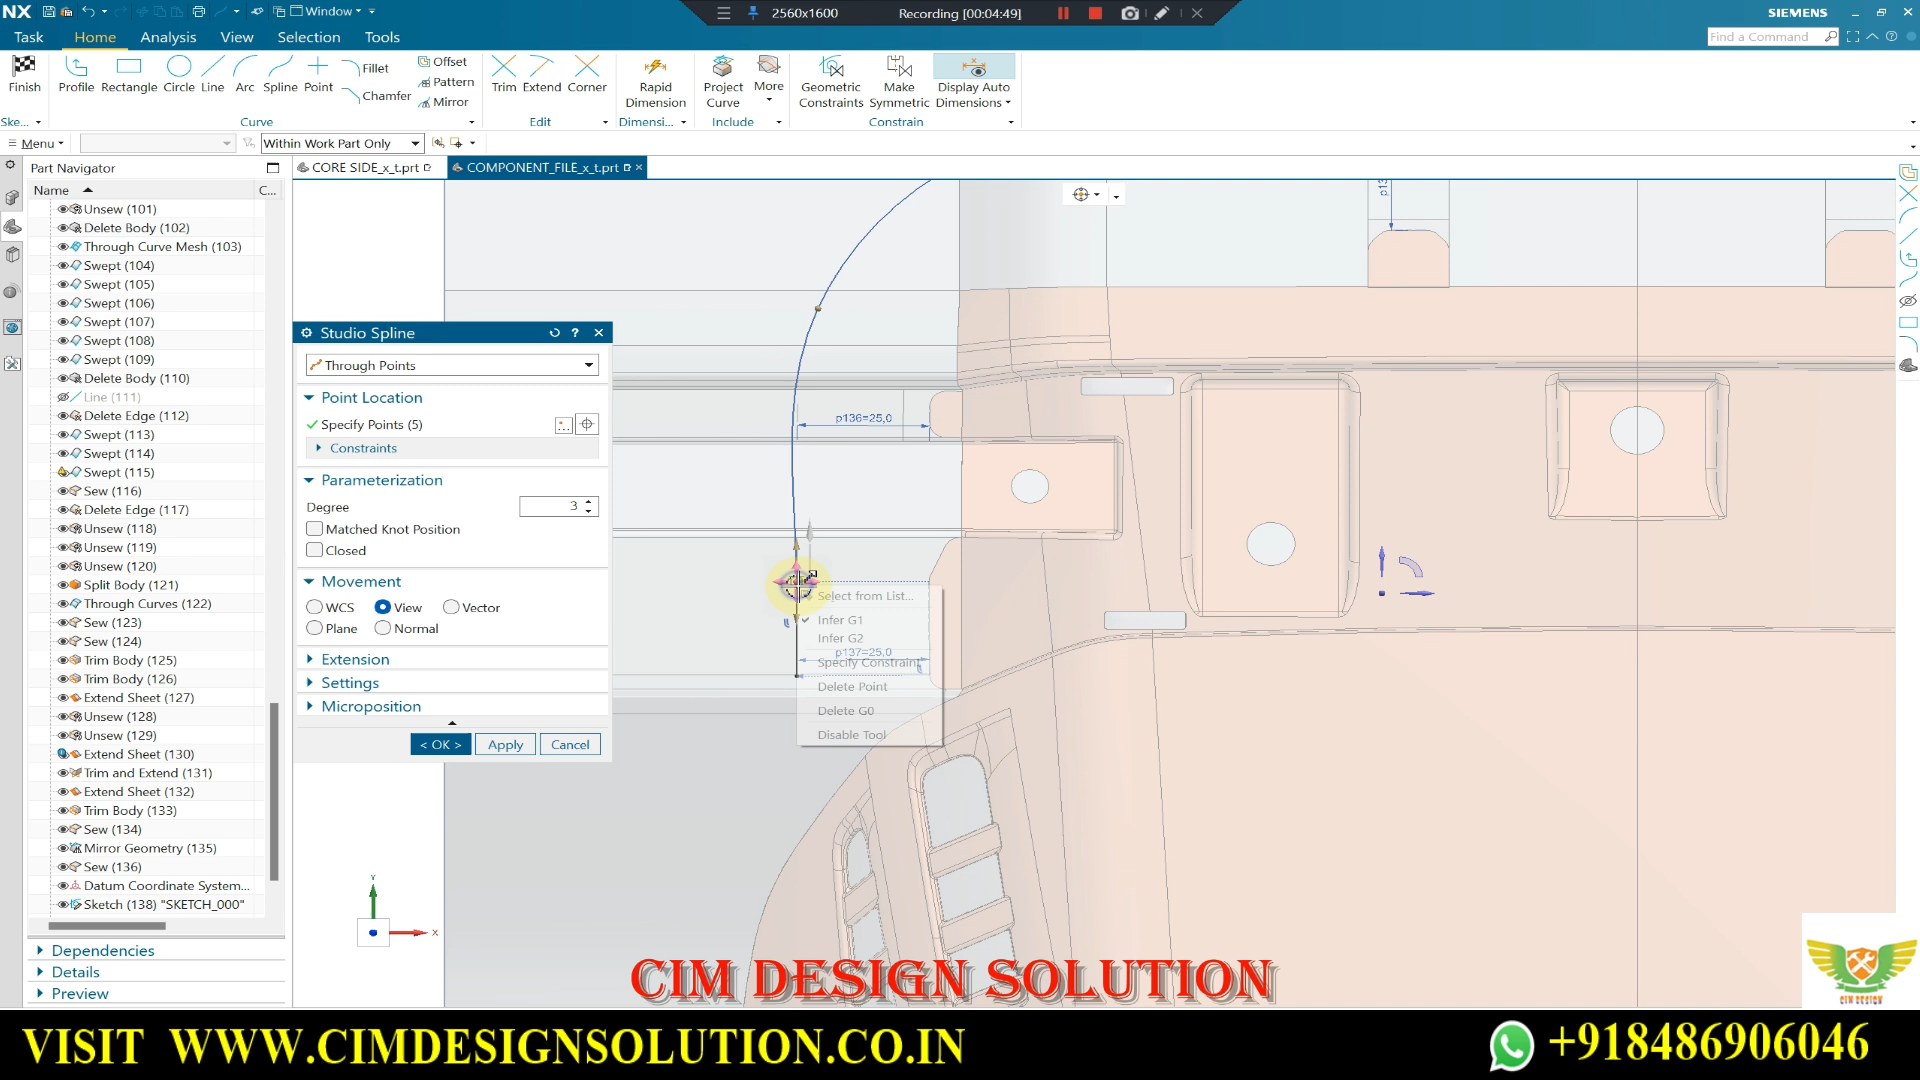 NX
Window
2560x1600
Recording [00:04:49]
SIEMENS
Task
Home
Analysis
View
Selection
Tools
Find a Command
Finish
Profile
Rectangle
Circle
Line
Arc
Spline
Point
Fillet
Chamfer
Offset
Pattern
Mirror
Trim
Extend
Corner
Rapid Dimension
Project Curve
More
Geometric Constraints
Make Symmetric
Display Auto Dimensions
Ske...
Curve
Edit
Dimensi...
Include
Constrain
Menu
Within Work Part Only
Part Navigator
CORE SIDE_x_t.prt
COMPONENT_FILE_x_t.prt
Name
C...
Unsew (101)
Delete Body (102)
Through Curve Mesh (103)
Swept (104)
Swept (105)
Swept (106)
Swept (107)
Swept (108)
Swept (109)
Delete Body (110)
Line (111)
Delete Edge (112)
Swept (113)
Swept (114)
Swept (115)
Sew (116)
Delete Edge (117)
Unsew (118)
Unsew (119)
Unsew (120)
Split Body (121)
Through Curves (122)
Sew (123)
Sew (124)
Trim Body (125)
Trim Body (126)
Extend Sheet (127)
Unsew (128)
Unsew (129)
Extend Sheet (130)
Trim and Extend (131)
Extend Sheet (132)
Trim Body (133)
Sew (134)
Mirror Geometry (135)
Sew (136)
Datum Coordinate System...
Sketch (138) "SKETCH_000"
Dependencies
Details
Preview
Studio Spline
Through Points
Point Location
Specify Points (5)
Constraints
Parameterization
Degree
3
Matched Knot Position
Closed
Movement
WCS
View
Vector
Plane
Normal
Extension
Settings
Microposition
< OK >
Apply
Cancel
p136=25,0
Select from List...
Infer G1
Infer G2
p137=25,0
Specify Constraint
Delete Point
Delete G0
Disable Tool
Y
X
CIM DESIGN SOLUTION
CIM DESIGN
VISIT WWW.CIMDESIGNSOLUTION.CO.IN
+918486906046